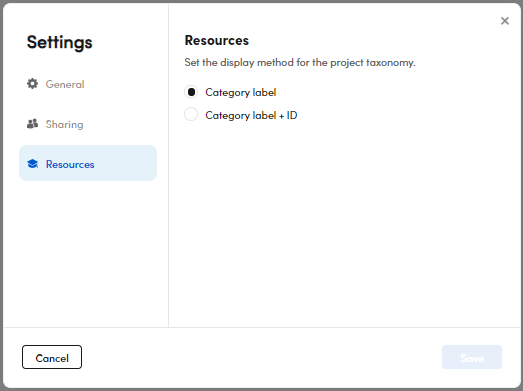 Settings
General
Sharing
Resources
Resources
Set the display method for the project taxonomy.
Category label
Category label + ID
Cancel
Save